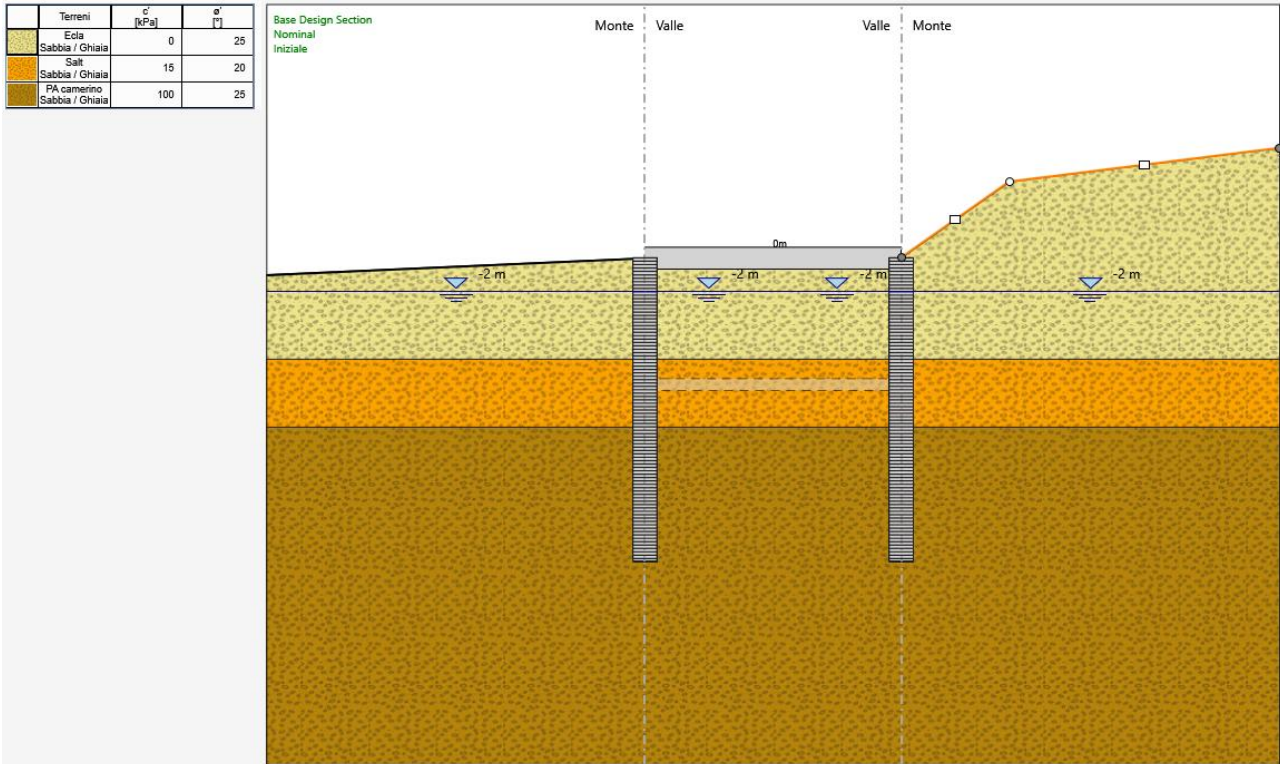 Terreni c' ø'
[kPa] [°]
Ecla
Sabbia / Ghiaia 0 25
Salt
Sabbia / Ghiaia 15 20
PA camerino
Sabbia / Ghiaia 100 25
Base Design Section
Nominal
Iniziale
Monte Valle Valle Monte
0m
-2 m -2 m -2 m -2 m